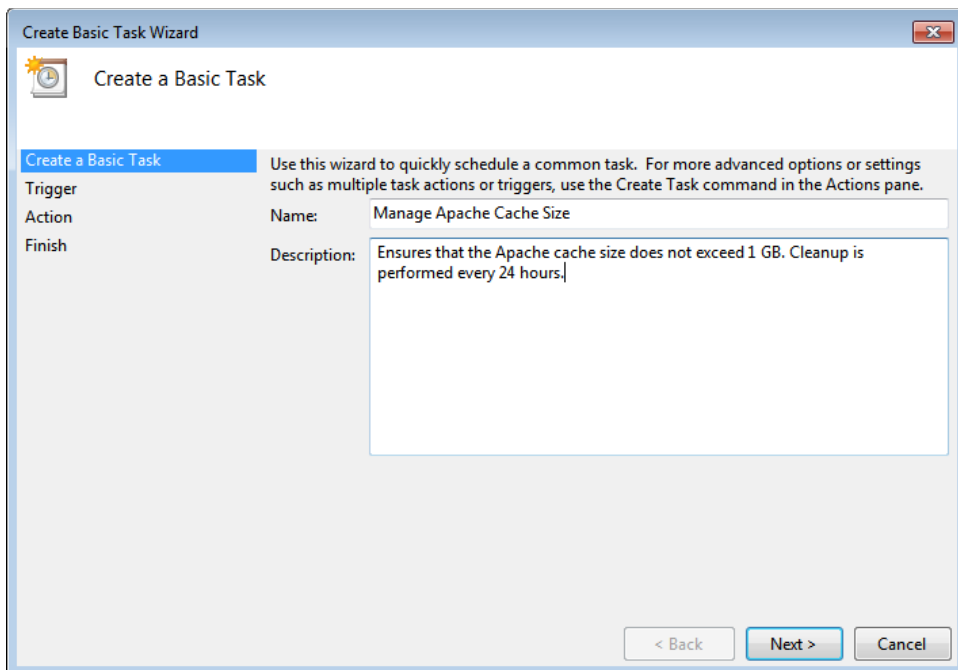 Create Basic Task Wizard
Create a Basic Task
Create a Basic Task
Trigger
Action
Finish
Use this wizard to quickly schedule a common task.  For more advanced options or settings
such as multiple task actions or triggers, use the Create Task command in the Actions pane.
Name:
Manage Apache Cache Size
Description:
Ensures that the Apache cache size does not exceed 1 GB. Cleanup is
performed every 24 hours.
< Back
Next >
Cancel